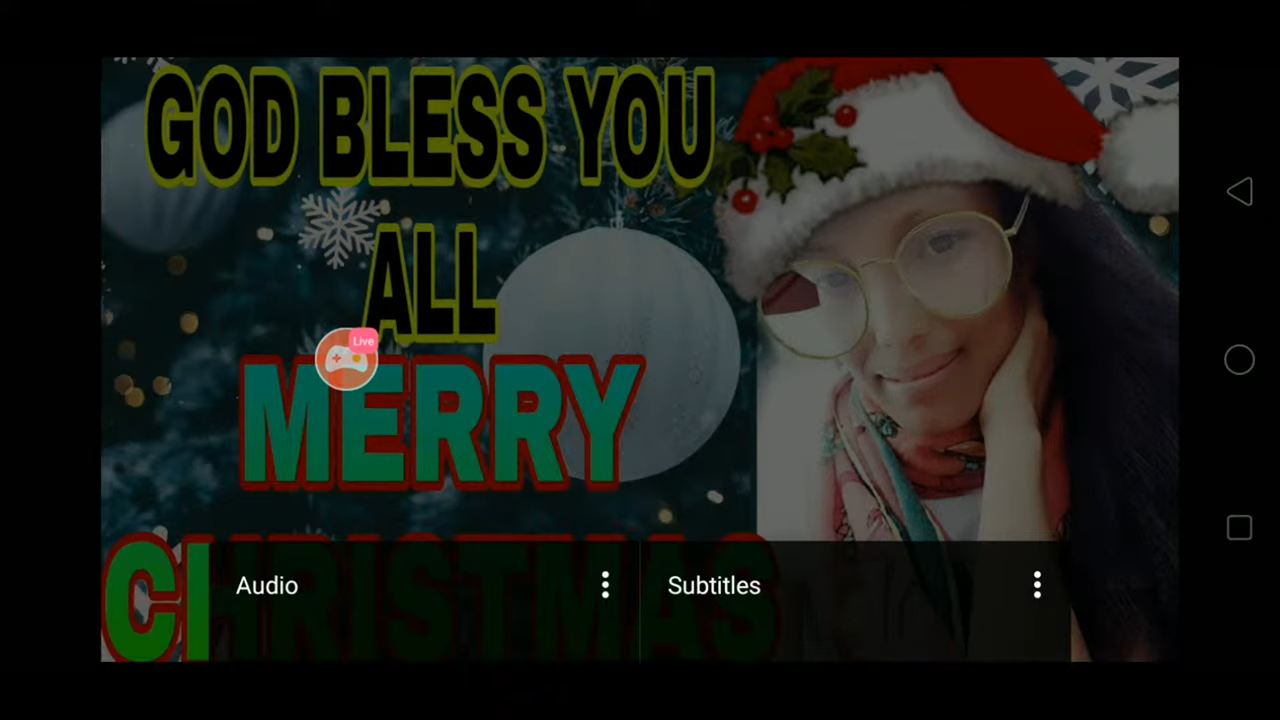 GOD BLESS YOU
ALL
Live
MERRY
CHRISTMAS
Audio
Subtitles